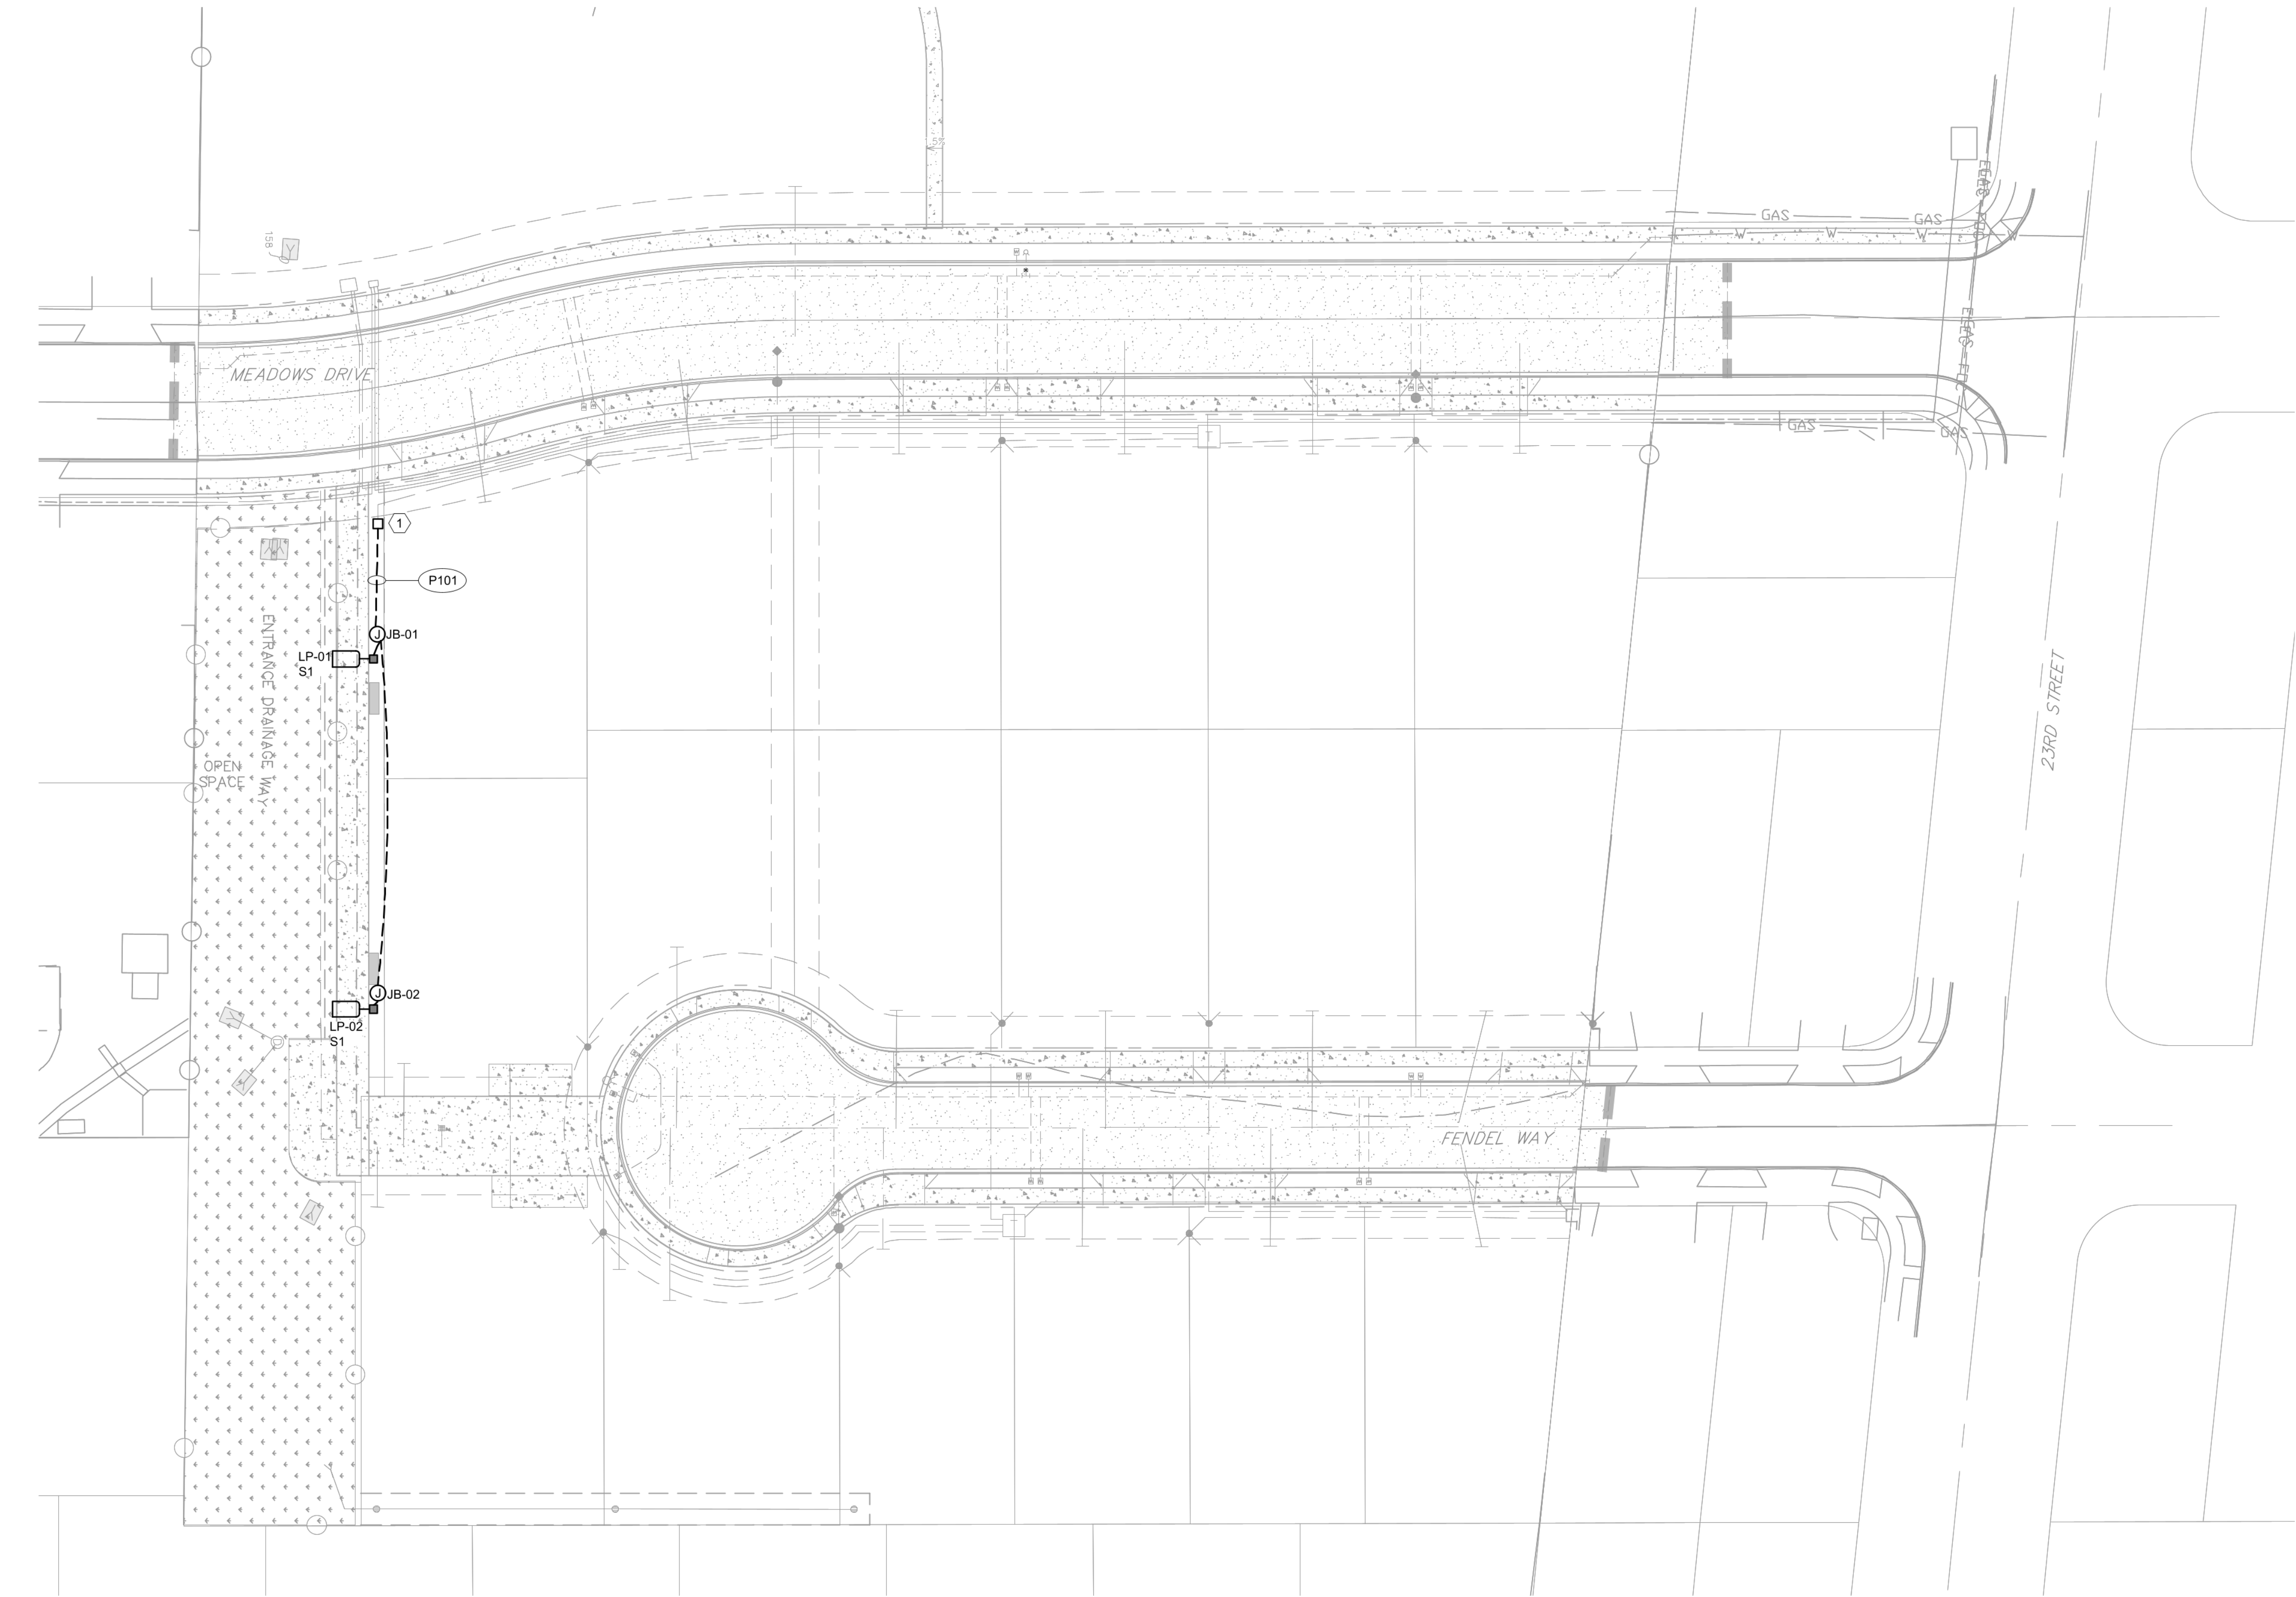 5'
158
GAS
GAS
W
W
W
W
MEADOWS DRIVE
GAS
GAS
1
P101
J
JB-01
LP-01
S1
ENTRANCE DRAINAGE WAY
OPEN
SPACE
23RD STREET
J
JB-02
LP-02
S1
D
FENDEL WAY